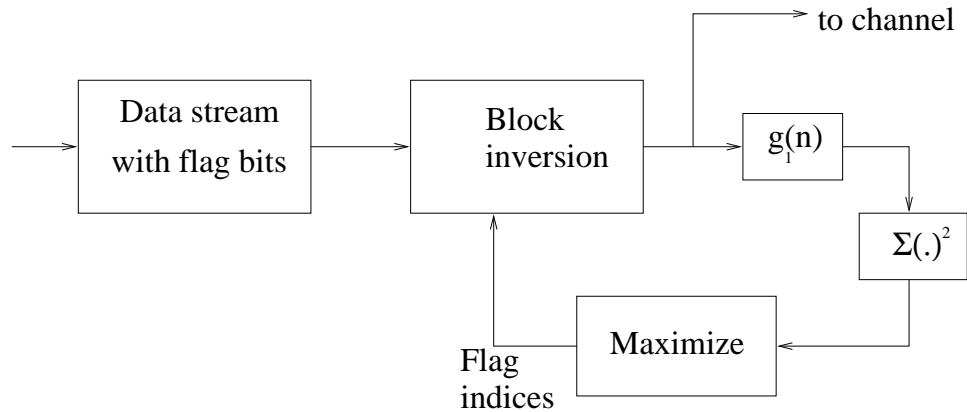 to channel
Data stream
with flag bits
Block
inversion
g₁(n)
Σ(.)²
Maximize
Flag
indices